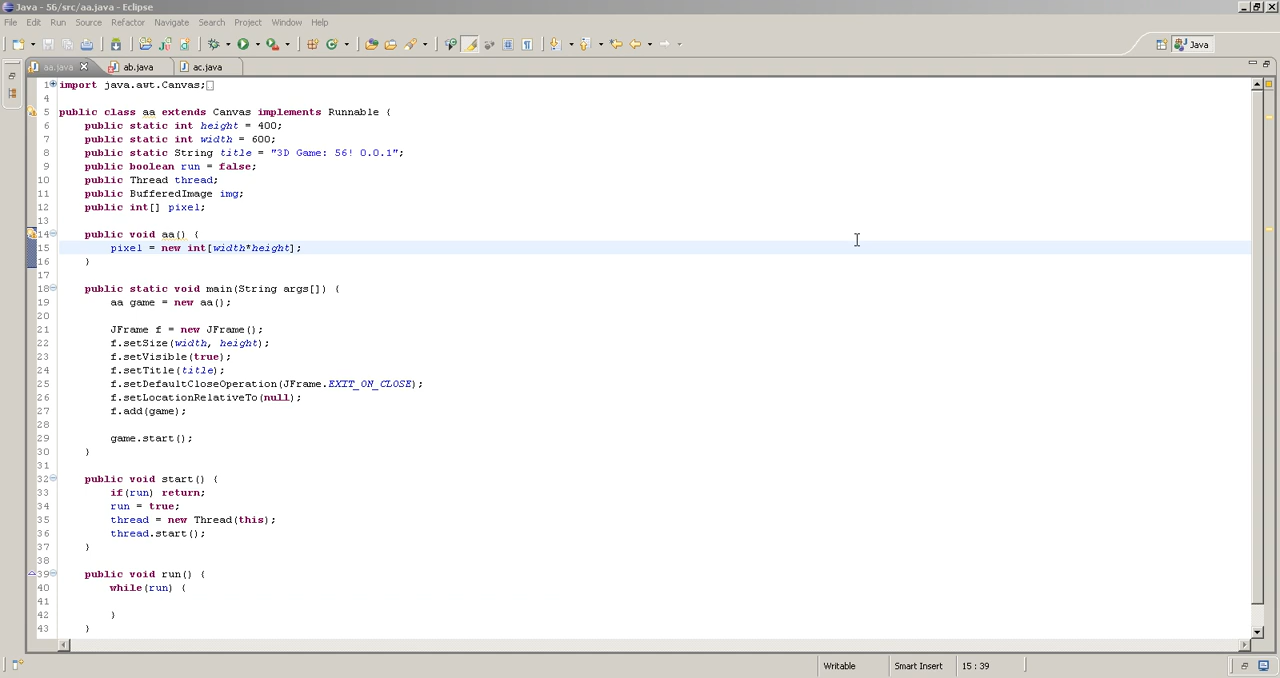 Java - 56/src/aa.java - Eclipse
File Edit Run Source Refactor Navigate Search Project Window Help
Java
aa.java ab.java ac.java
1 import java.awt.Canvas;
4
5 public class aa extends Canvas implements Runnable {
6 public static int height = 400;
7 public static int width = 600;
8 public static String title = "3D Game: 56! 0.0.1";
9 public boolean run = false;
10 public Thread thread;
11 public BufferedImage img;
12 public int[] pixel;
13
14 public void aa() {
15 pixel = new int[width*height];
16 }
17
18 public static void main(String args[]) {
19 aa game = new aa();
20
21 JFrame f = new JFrame();
22 f.setSize(width, height);
23 f.setVisible(true);
24 f.setTitle(title);
25 f.setDefaultCloseOperation(JFrame.EXIT_ON_CLOSE);
26 f.setLocationRelativeTo(null);
27 f.add(game);
28
29 game.start();
30 }
31
32 public void start() {
33 if(run) return;
34 run = true;
35 thread = new Thread(this);
36 thread.start();
37 }
38
39 public void run() {
40 while(run) {
41
42 }
43 }
Writable Smart Insert 15 : 39